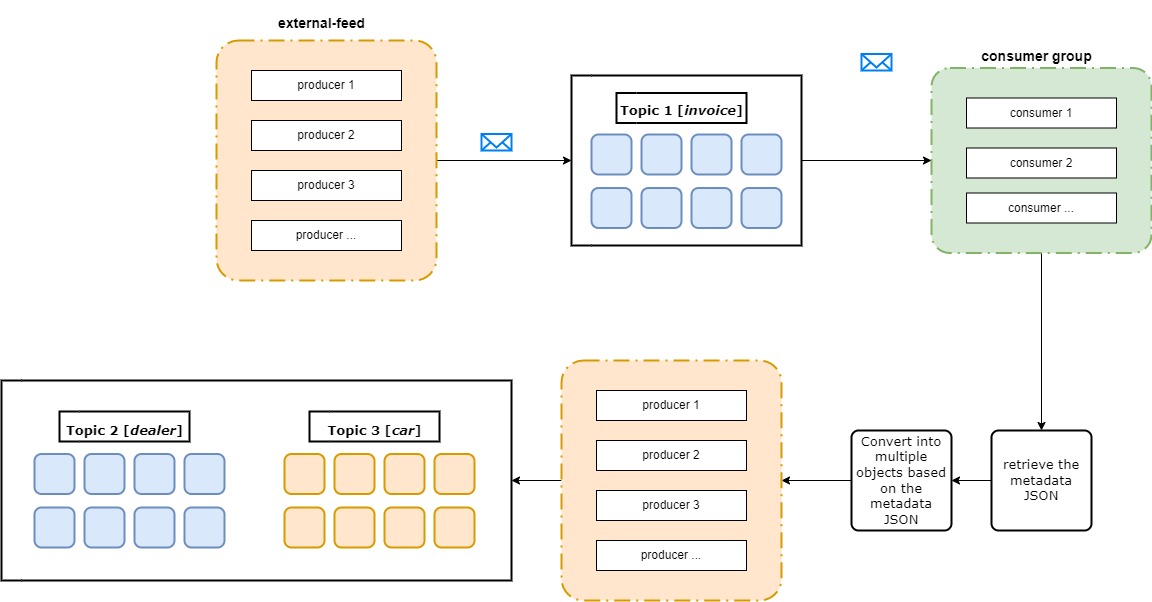 external-feed
producer 1
producer 2
producer 3
producer ...
Topic 1 [invoice]
consumer group
consumer 1
consumer 2
consumer ...
retrieve the
metadata
JSON
Convert into
multiple
objects based
on the
metadata
JSON
producer 1
producer 2
producer 3
producer ...
Topic 2 [dealer]
Topic 3 [car]